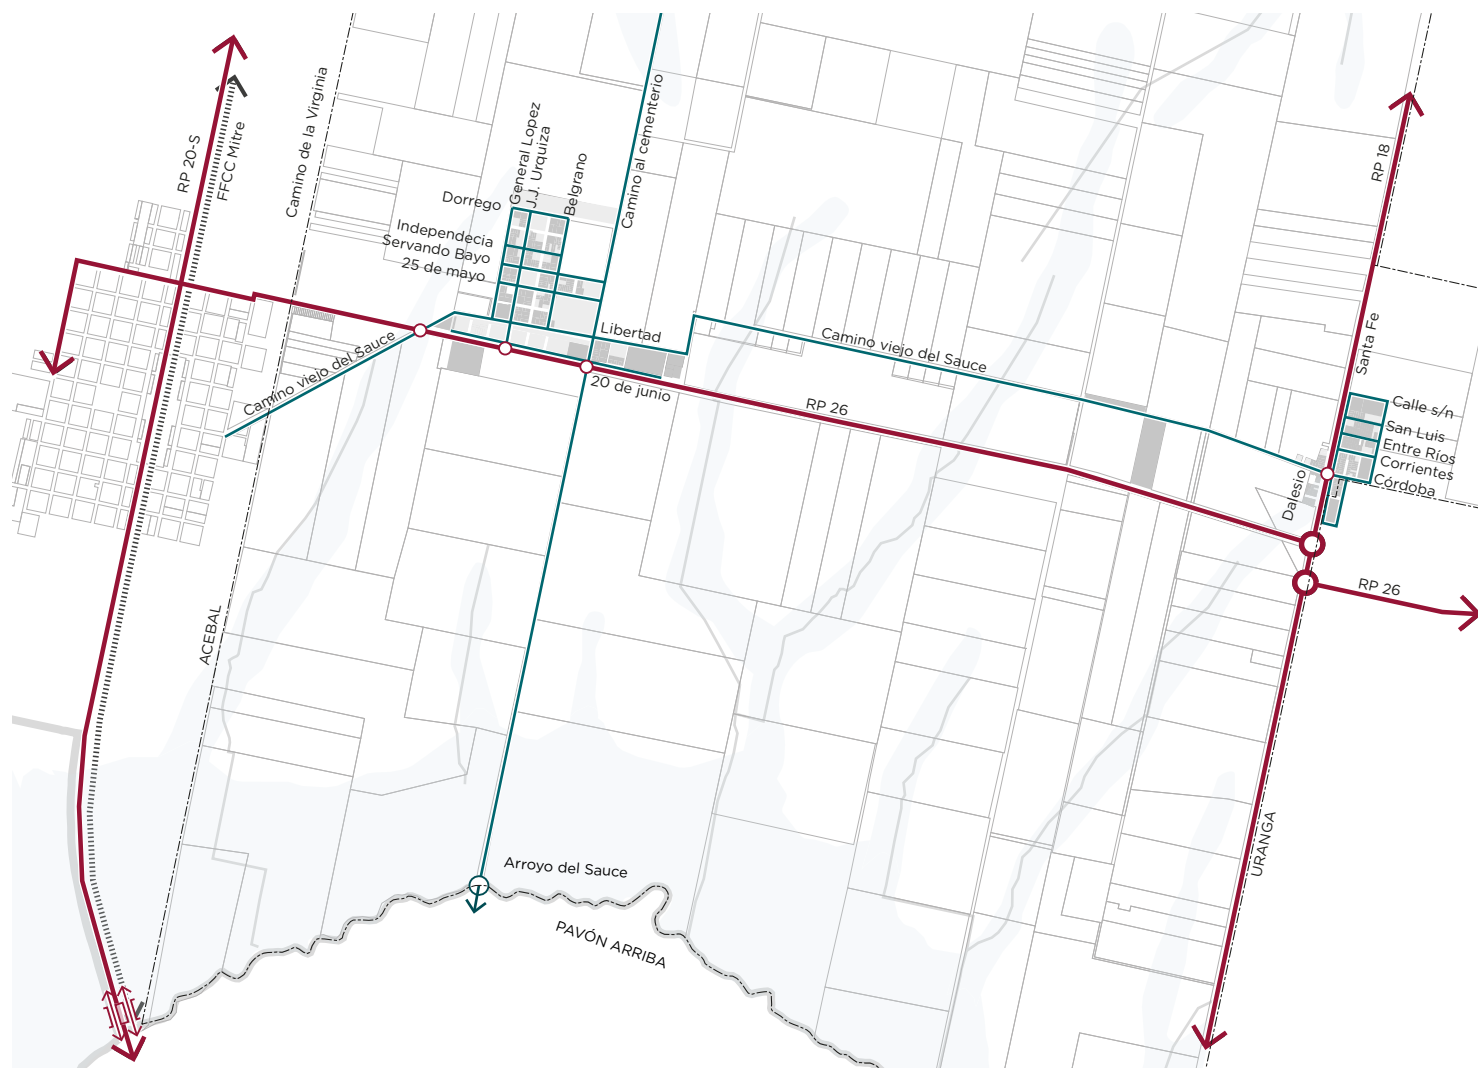 RP 20-S
FFCC Mitre
Camino de la Virginia
General Lopez
J.J. Urquiza
Belgrano
Camino al cementerio
Dorrego
Independecia
Servando Bayo
25 de mayo
Libertad
Camino viejo del Sauce
Camino viejo del Sauce
20 de junio
RP 26
RP 18
Santa Fe
Calle s/n
San Luis
Entre Ríos
Corrientes
Córdoba
Dalesio
RP 26
ACEBAL
URANGA
Arroyo del Sauce
PAVÓN ARRIBA